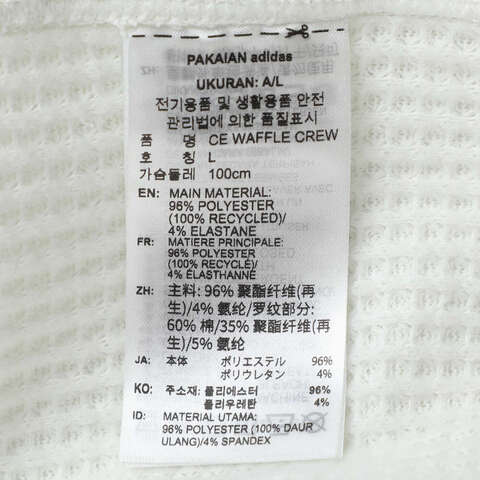 PAKAIAN adidas
UKURAN: A/L
전기용품 및 생활용품 안전
관리법에 의한 품질표시
품 명 CE WAFFLE CREW
호 칭 L
가슴둘레 100cm
EN: MAIN MATERIAL:
96% POLYESTER
(100% RECYCLED)/
4% ELASTANE
FR: MATIERE PRINCIPALE:
96% POLYESTER
(100% RECYCLÉ)/
4% ÉLASTHANNE
ZH: 主料: 96% 聚酯纤维(再
生)/4% 氨纶/罗纹部分:
60% 棉/35% 聚酯纤维(再
生)/5% 氨纶
JA: 本体 ポリエステル 96%
ポリウレタン 4%
KO: 주소재: 폴리에스터 96%
폴리우레탄 4%
ID: MATERIAL UTAMA:
96% POLYESTER (100% DAUR
ULANG)/4% SPANDEX